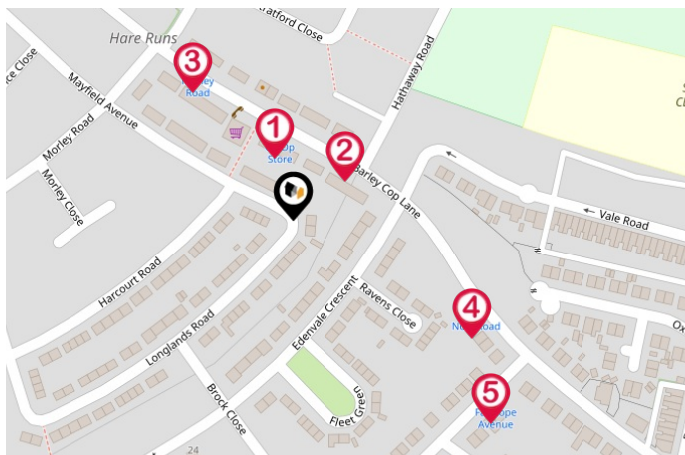 Stratford Close
Hare Runs
Hathaway Road
Mayfield Avenue
3
Road
Morley Road
1
Store
2
Barley Cop Lane
Morley Close
Vale Road
Harcourt Road
Edenvale Crescent
Ravens Close
4
Road
Longlands Road
Brock Close
Fleet Green
5
Avenue
24